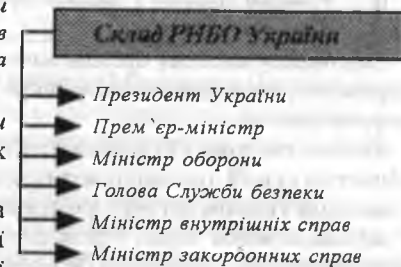 Склад РНБО України
Президент України
Прем`єр-міністр
Міністр оборони
Голова Служби безпеки
Міністр внутрішніх справ
Міністр закордонних справ